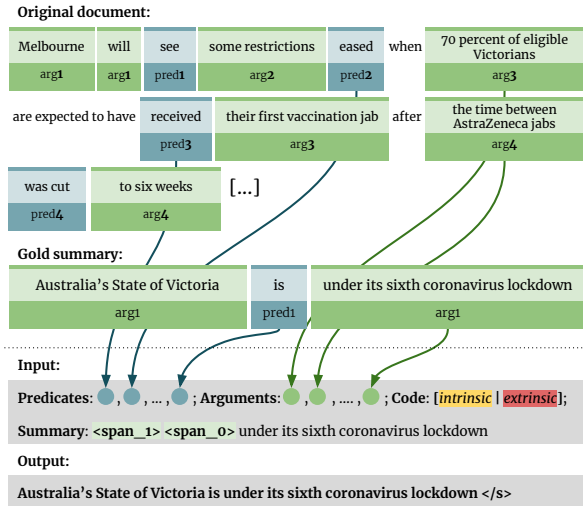 Original document:
Melbourne will see some restrictions eased when 70 percent of eligible Victorians
arg1 arg1 pred1 arg2 pred2 arg3
are expected to have received their first vaccination jab after the time between AstraZeneca jabs
pred3 arg3 arg4
was cut to six weeks [...]
pred4 arg4
Gold summary:
Australia's State of Victoria is under its sixth coronavirus lockdown
arg1 pred1 arg1
Input:
Predicates: , , ... , ; Arguments: , , .... , ; Code: [intrinsic | extrinsic];
Summary: <span_1> <span_0> under its sixth coronavirus lockdown
Output:
Australia's State of Victoria is under its sixth coronavirus lockdown </s>